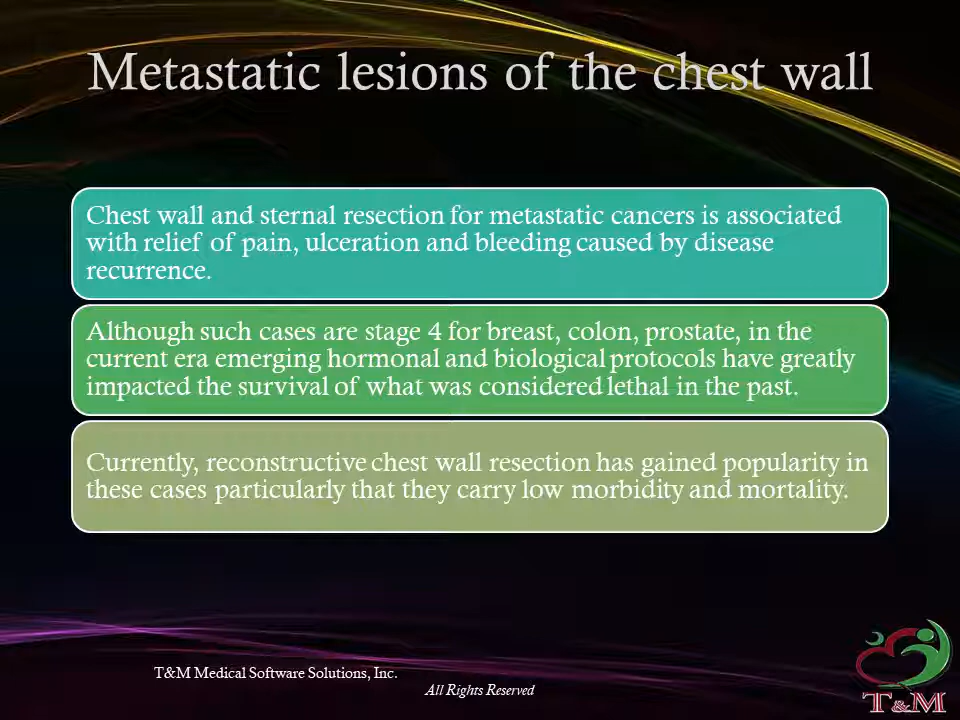 Metastatic lesions of the chest wall
Chest wall and sternal resection for metastatic cancers is associated
with relief of pain, ulceration and bleeding caused by disease
recurrence.
Although such cases are stage 4 for breast, colon, prostate, in the
current era emerging hormonal and biological protocols have greatly
impacted the survival of what was considered lethal in the past.
Currently, reconstructive chest wall resection has gained popularity in
these cases particularly that they carry low morbidity and mortality.
T&M Medical Software Solutions, Inc.
All Rights Reserved
T&M